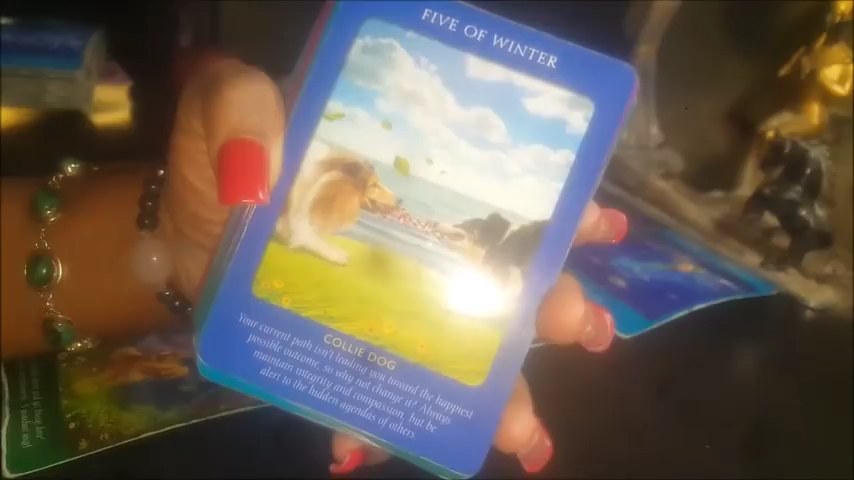 FIVE OF WINTER
COLLIE DOG
Your current path isn't leading you toward the happiest
possible outcome, so why not change it? Always
maintain integrity and compassion, but be
alert to the hidden agendas of others.